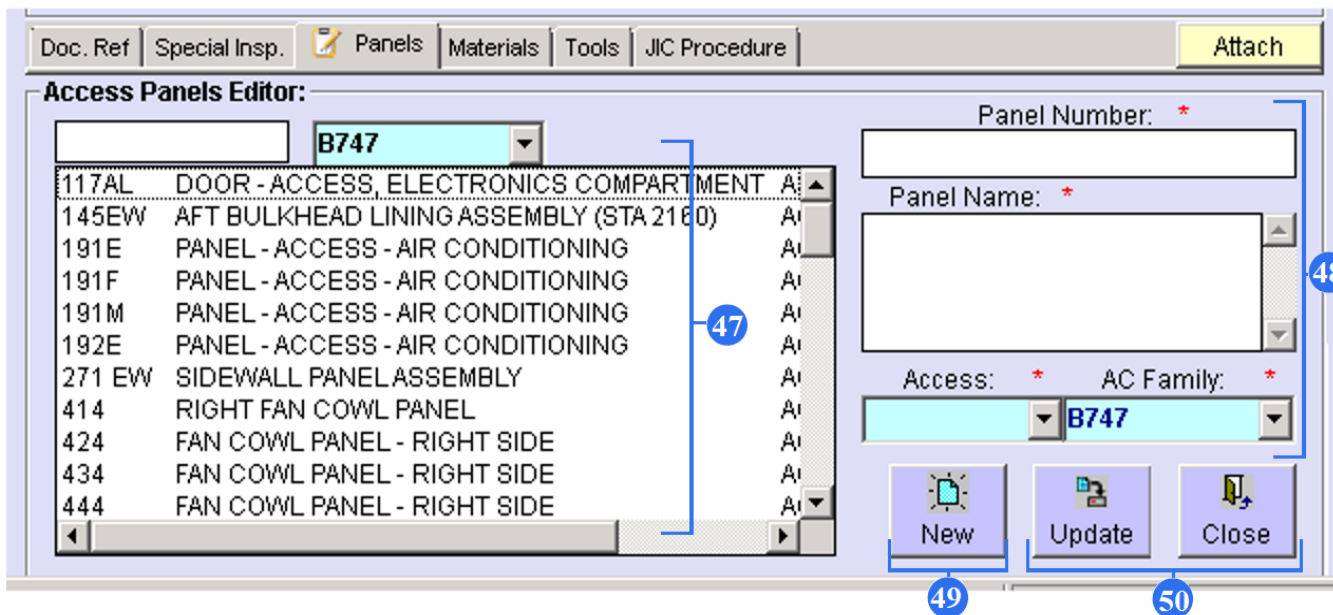 Doc. Ref Special Insp. Panels Materials Tools JIC Procedure Attach
Access Panels Editor:
B747
117AL DOOR - ACCESS, ELECTRONICS COMPARTMENT A
145EW AFT BULKHEAD LINING ASSEMBLY (STA 2160)
191E PANEL - ACCESS - AIR CONDITIONING
191F PANEL - ACCESS - AIR CONDITIONING
191M PANEL - ACCESS - AIR CONDITIONING
192E PANEL - ACCESS - AIR CONDITIONING
271 EW SIDEWALL PANEL ASSEMBLY
414 RIGHT FAN COWL PANEL
424 FAN COWL PANEL - RIGHT SIDE
434 FAN COWL PANEL - RIGHT SIDE
444 FAN COWL PANEL - RIGHT SIDE
47
Panel Number: *
Panel Name: *
48
Access: * AC Family: *
B747
New Update Close
49 50